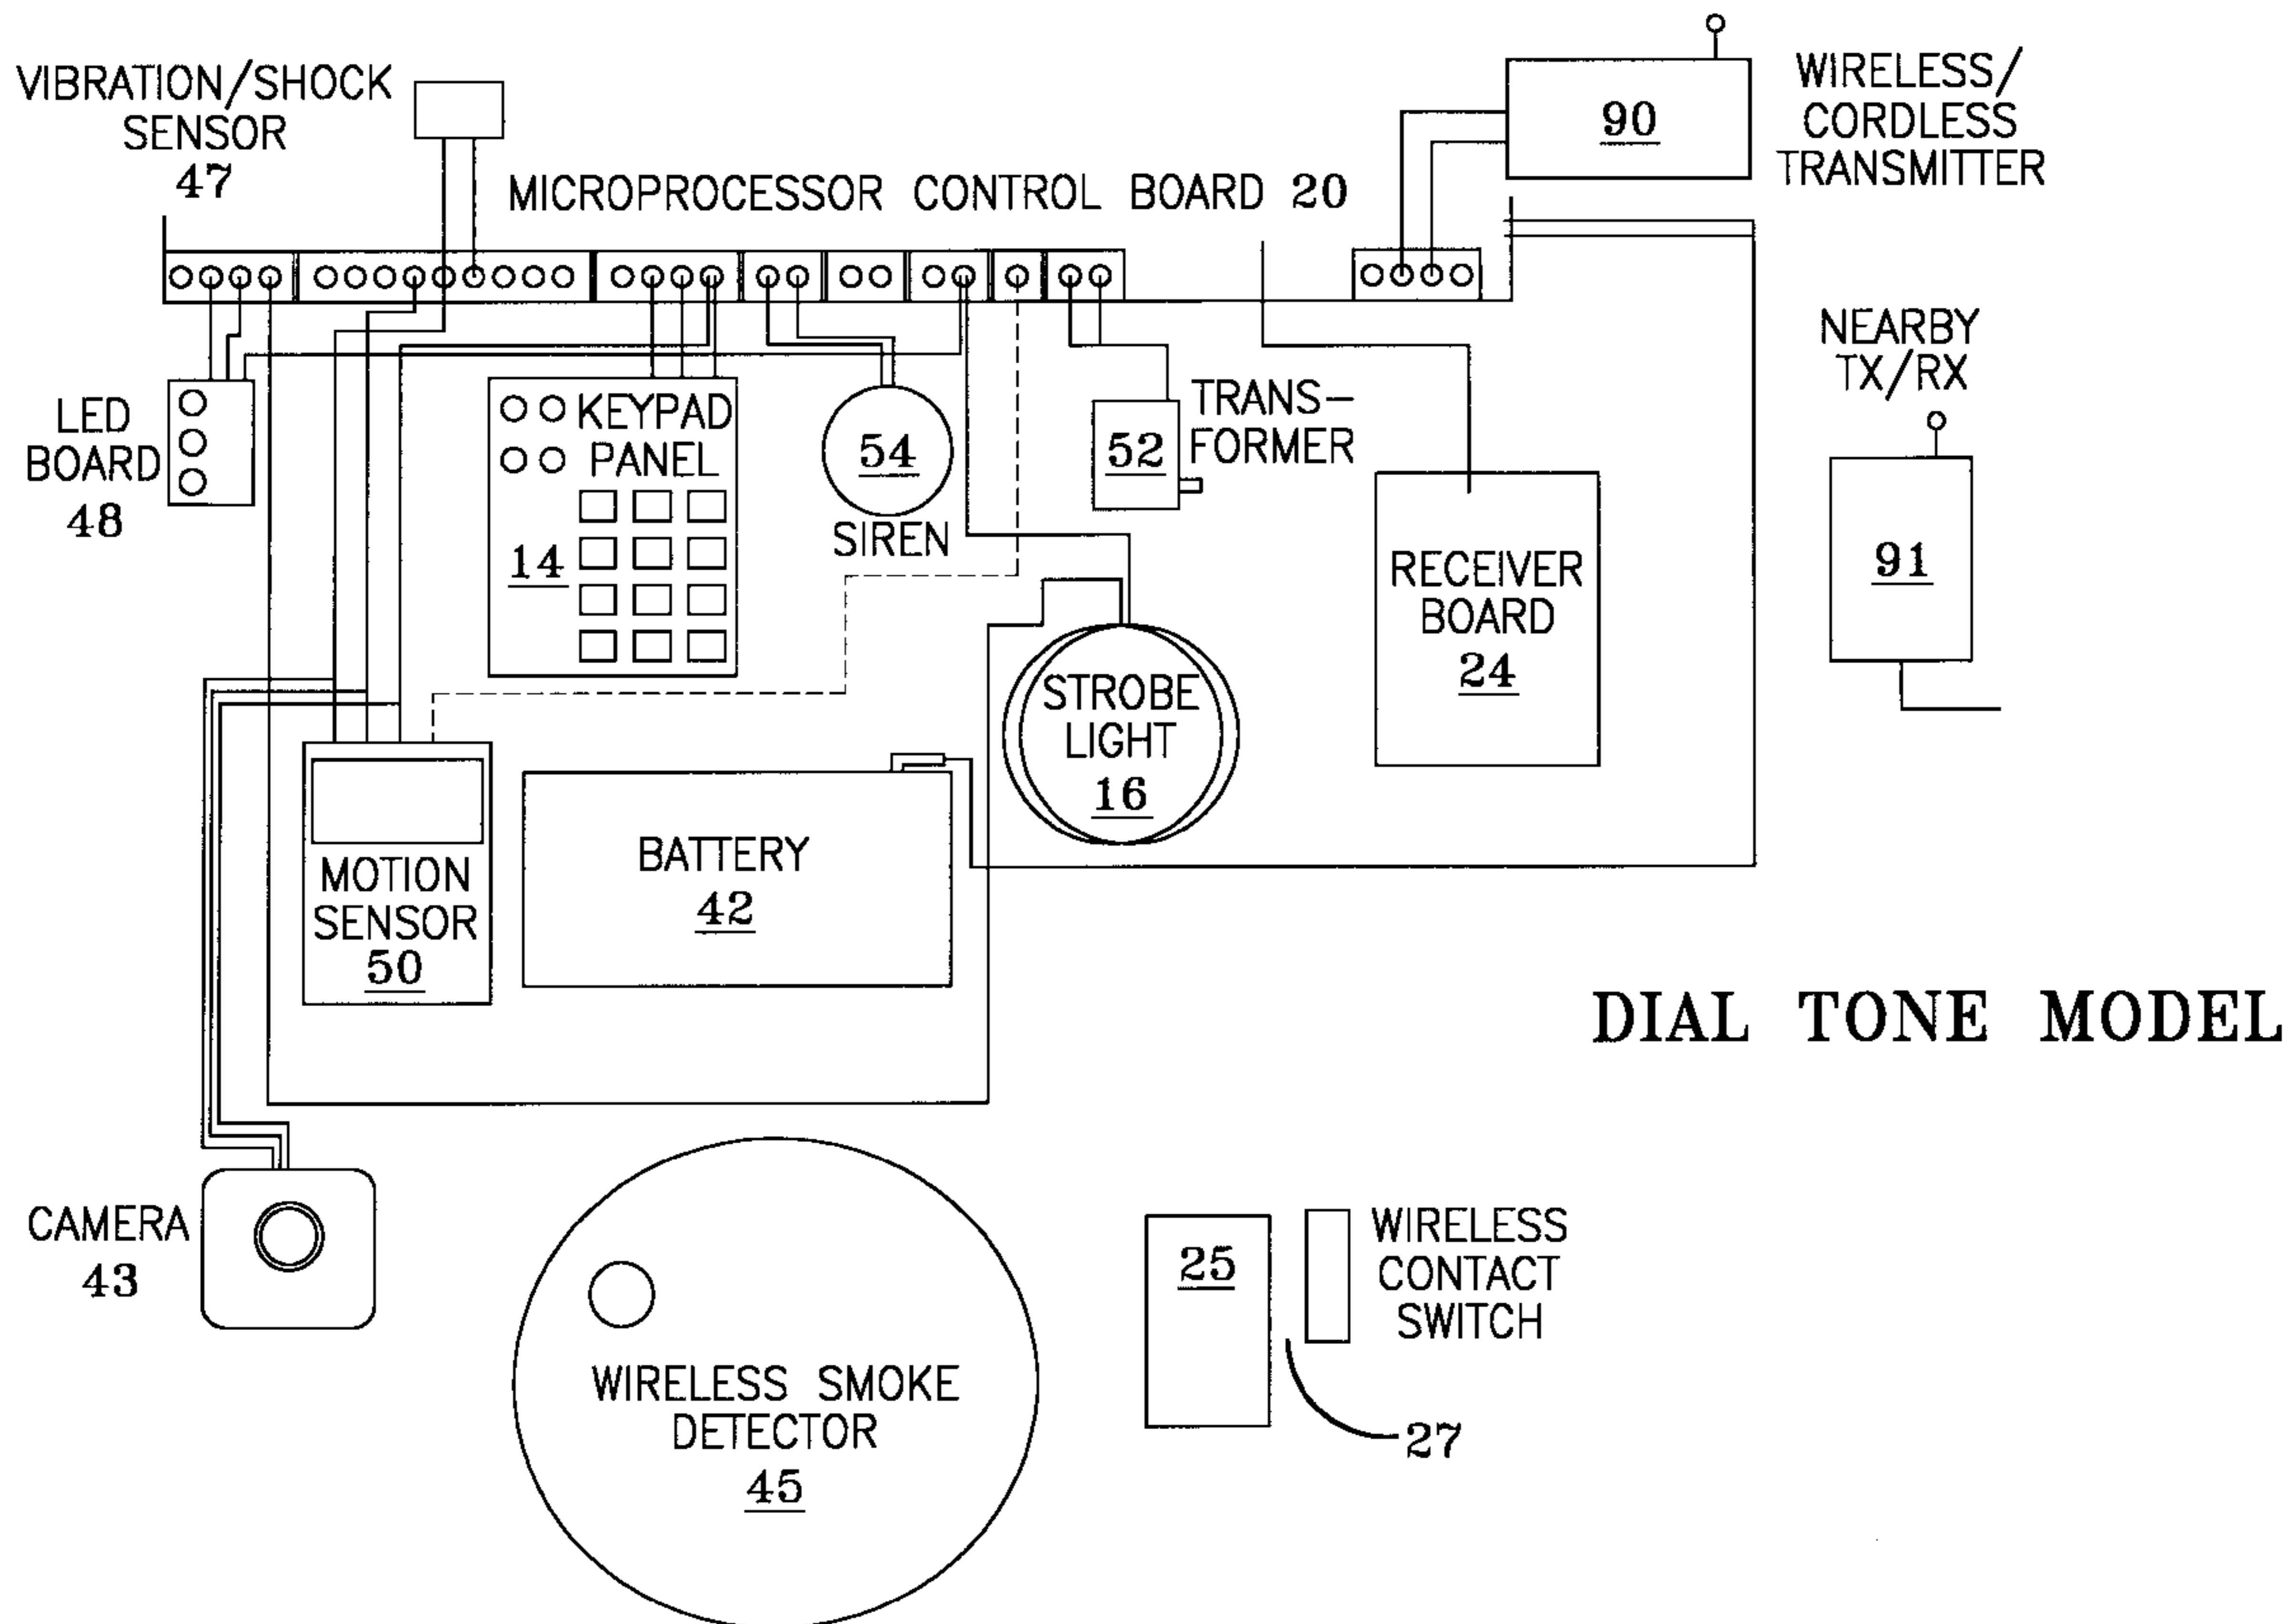 VIBRATION/SHOCK
SENSOR
47
MICROPROCESSOR CONTROL BOARD 20
90
WIRELESS/
CORDLESS
TRANSMITTER
NEARBY
TX/RX
91
LED
BOARD
48
KEYPAD
PANEL
14
54
SIREN
52
TRANS-
FORMER
RECEIVER
BOARD
24
STROBE
LIGHT
16
MOTION
SENSOR
50
BATTERY
42
DIAL TONE MODEL
CAMERA
43
WIRELESS SMOKE
DETECTOR
45
25
WIRELESS
CONTACT
SWITCH
27